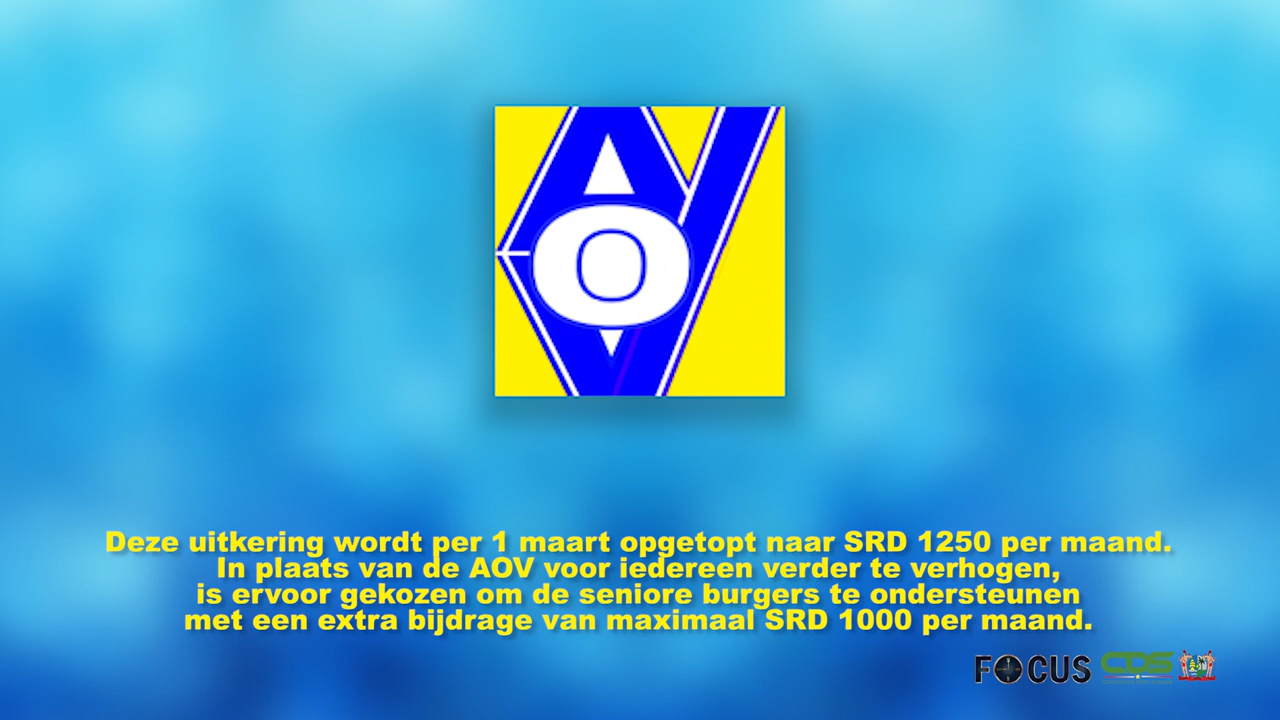 AOV
Deze uitkering wordt per 1 maart opgetopt naar SRD 1250 per maand.
In plaats van de AOV voor iedereen verder te verhogen,
is ervoor gekozen om de seniore burgers te ondersteunen
met een extra bijdrage van maximaal SRD 1000 per maand.
FOCUS CDS